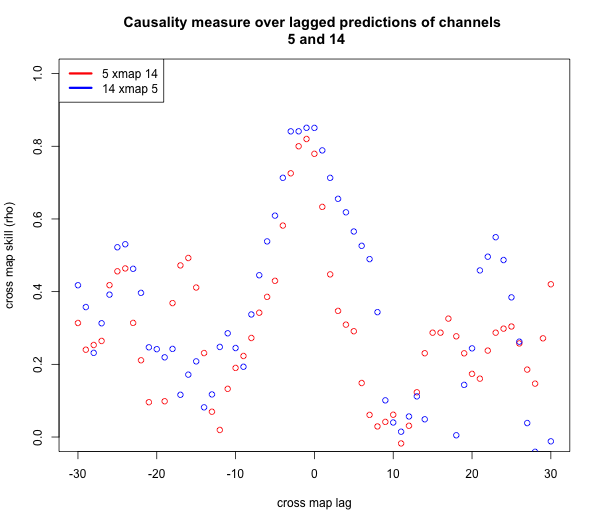 Causality measure over lagged predictions of channels
5 and 14
5 xmap 14
14 xmap 5
cross map skill (rho)
1.0
0.8
0.6
0.4
0.2
0.0
-30 -20 -10 0 10 20 30
cross map lag